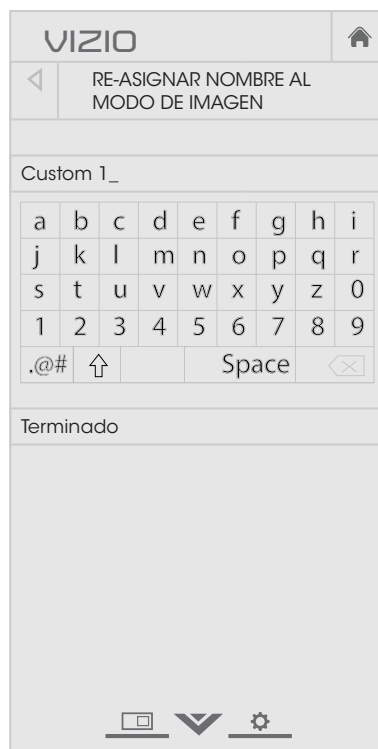 VIZIO
RE-ASIGNAR NOMBRE AL
MODO DE IMAGEN
Custom 1_
a b c d e f g h i
j k l m n o p q r
s t u v w x y z 0
1 2 3 4 5 6 7 8 9
.@# Space
Terminado